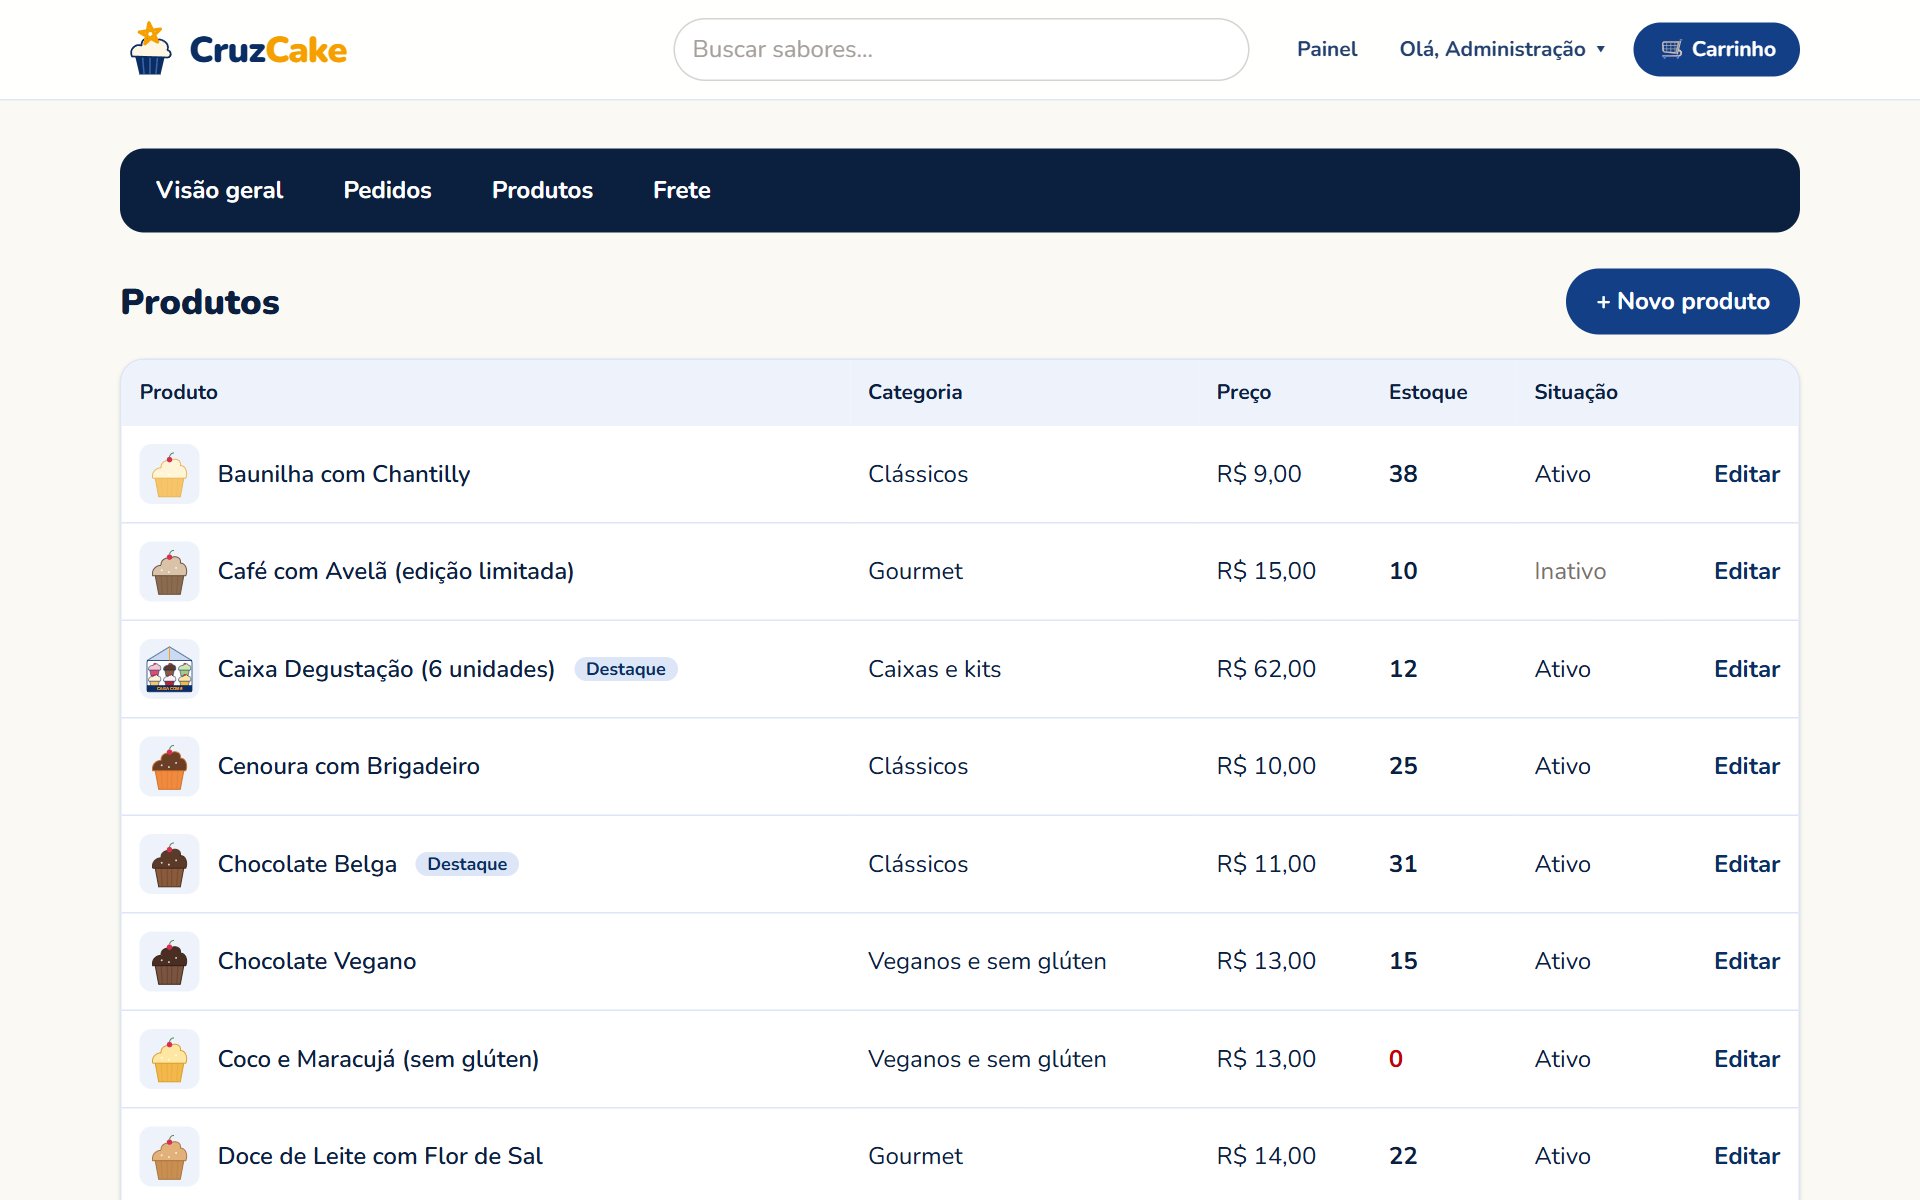 CruzCake
Buscar sabores...
Painel
Olá, Administração
Carrinho
Visão geral
Pedidos
Produtos
Frete
Produtos
+ Novo produto
Produto Categoria Preço Estoque Situação
Baunilha com Chantilly Clássicos R$ 9,00 38 Ativo Editar
Café com Avelã (edição limitada) Gourmet R$ 15,00 10 Inativo Editar
Caixa Degustação (6 unidades) Destaque Caixas e kits R$ 62,00 12 Ativo Editar
Cenoura com Brigadeiro Clássicos R$ 10,00 25 Ativo Editar
Chocolate Belga Destaque Clássicos R$ 11,00 31 Ativo Editar
Chocolate Vegano Veganos e sem glúten R$ 13,00 15 Ativo Editar
Coco e Maracujá (sem glúten) Veganos e sem glúten R$ 13,00 0 Ativo Editar
Doce de Leite com Flor de Sal Gourmet R$ 14,00 22 Ativo Editar